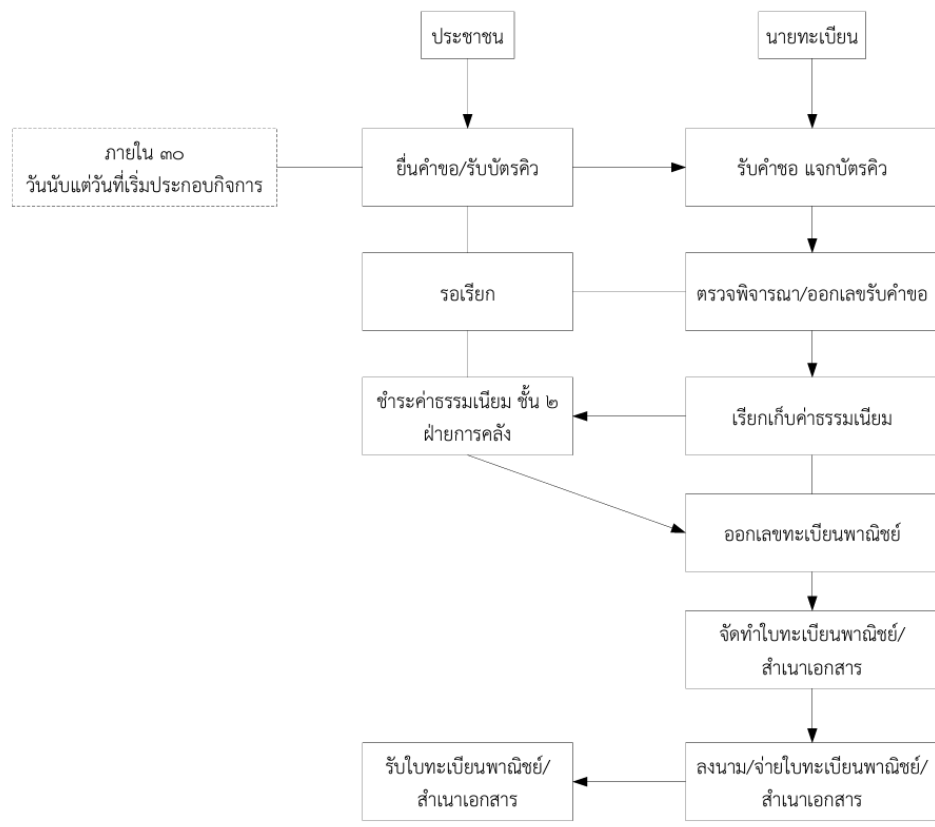 ประชาชน
นายทะเบียน
ภายใน ๓๐
วันนับแต่วันที่เริ่มประกอบกิจการ
ยื่นคำขอ/รับบัตรคิว
รับคำชอ แจกบัตรคิว
รอเรียก
ตรวจพิจารณา/ออกเลขรับคำขอ
ชำระค่าธรรมเนียม ชั้น ๒
ฝ่ายการคลัง
เรียกเก็บค่าธรรมเนียม
ออกเลขทะเบียนพาณิชย์
จัดทำใบทะเบียนพาณิชย์/
สำเนาเอกสาร
รับใบทะเบียนพาณิชย์/
สำเนาเอกสาร
ลงนาม/จ่ายใบทะเบียนพาณิชย์/
สำเนาเอกสาร